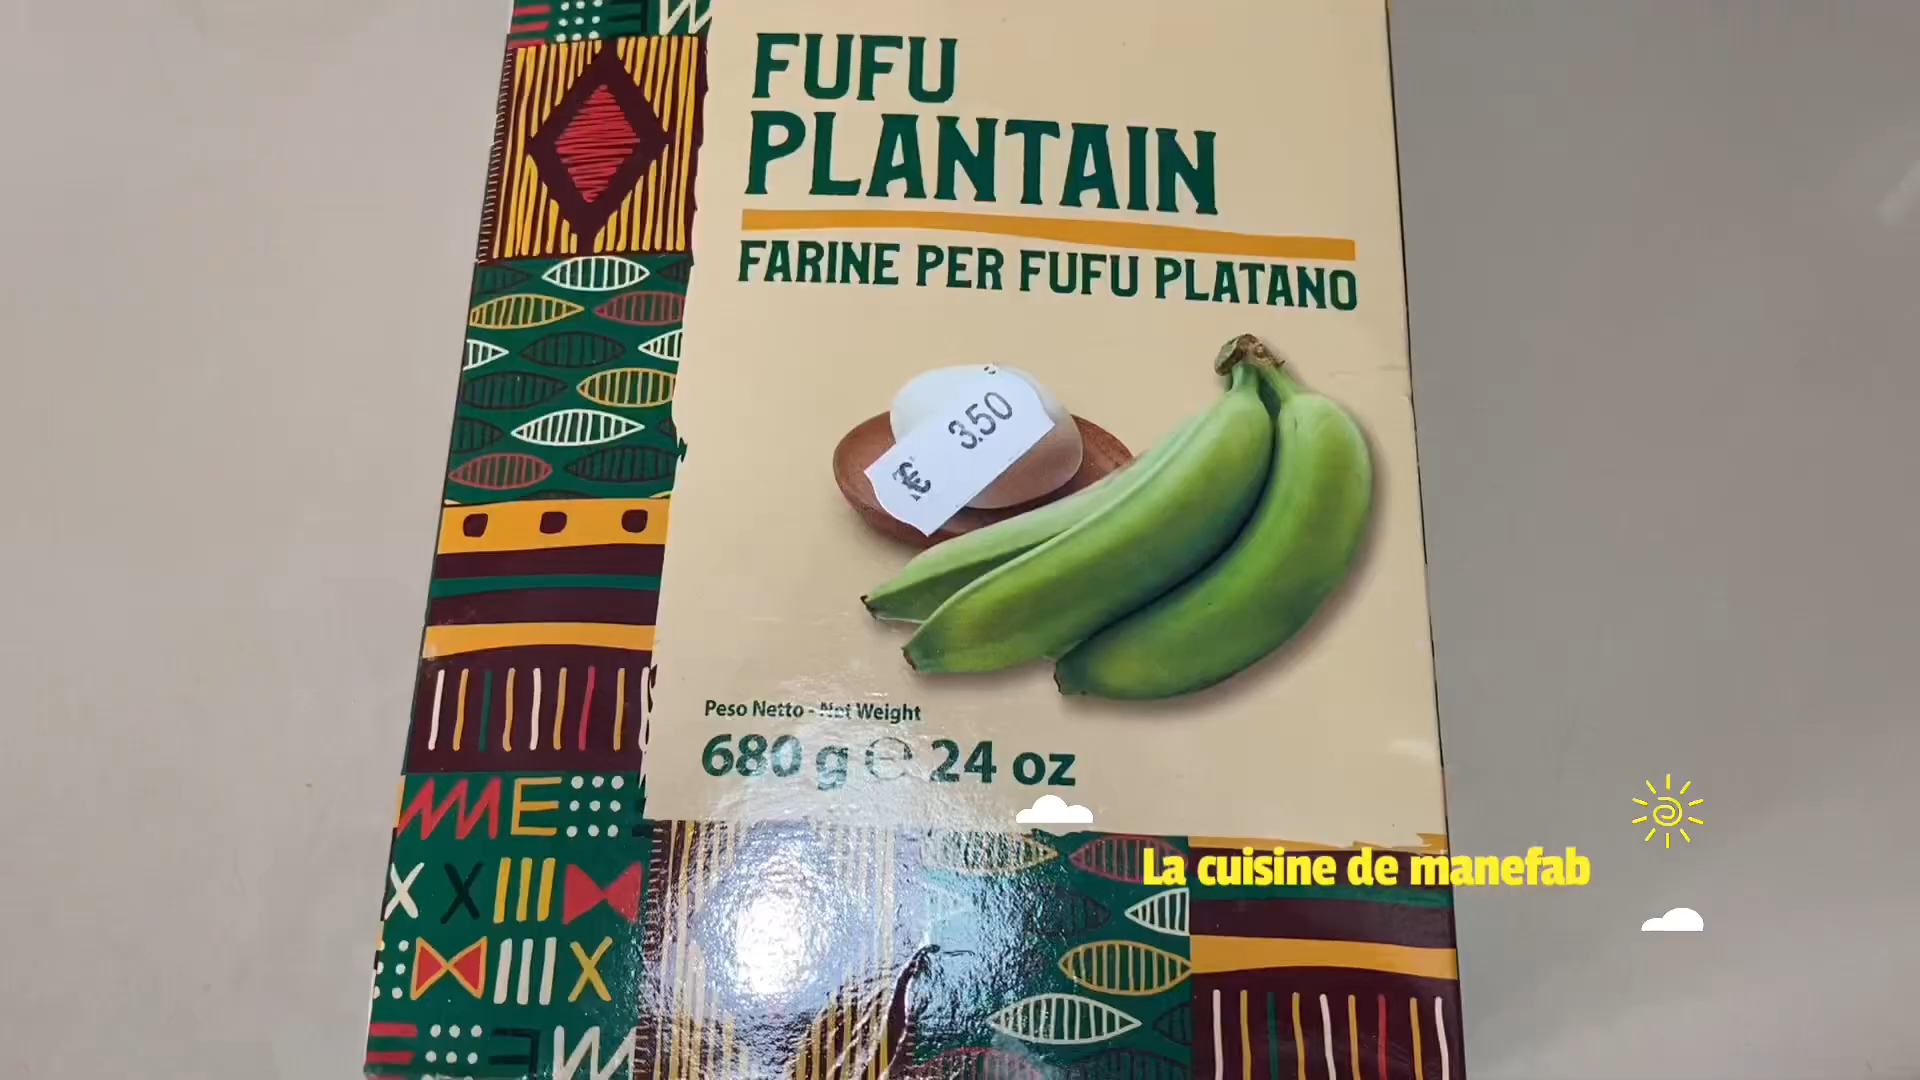 FUFU
PLANTAIN
FARINE PER FUFU PLATANO
€ 3.50
Peso Netto - Net Weight
680 g ℮ 24 oz
La cuisine de manefab